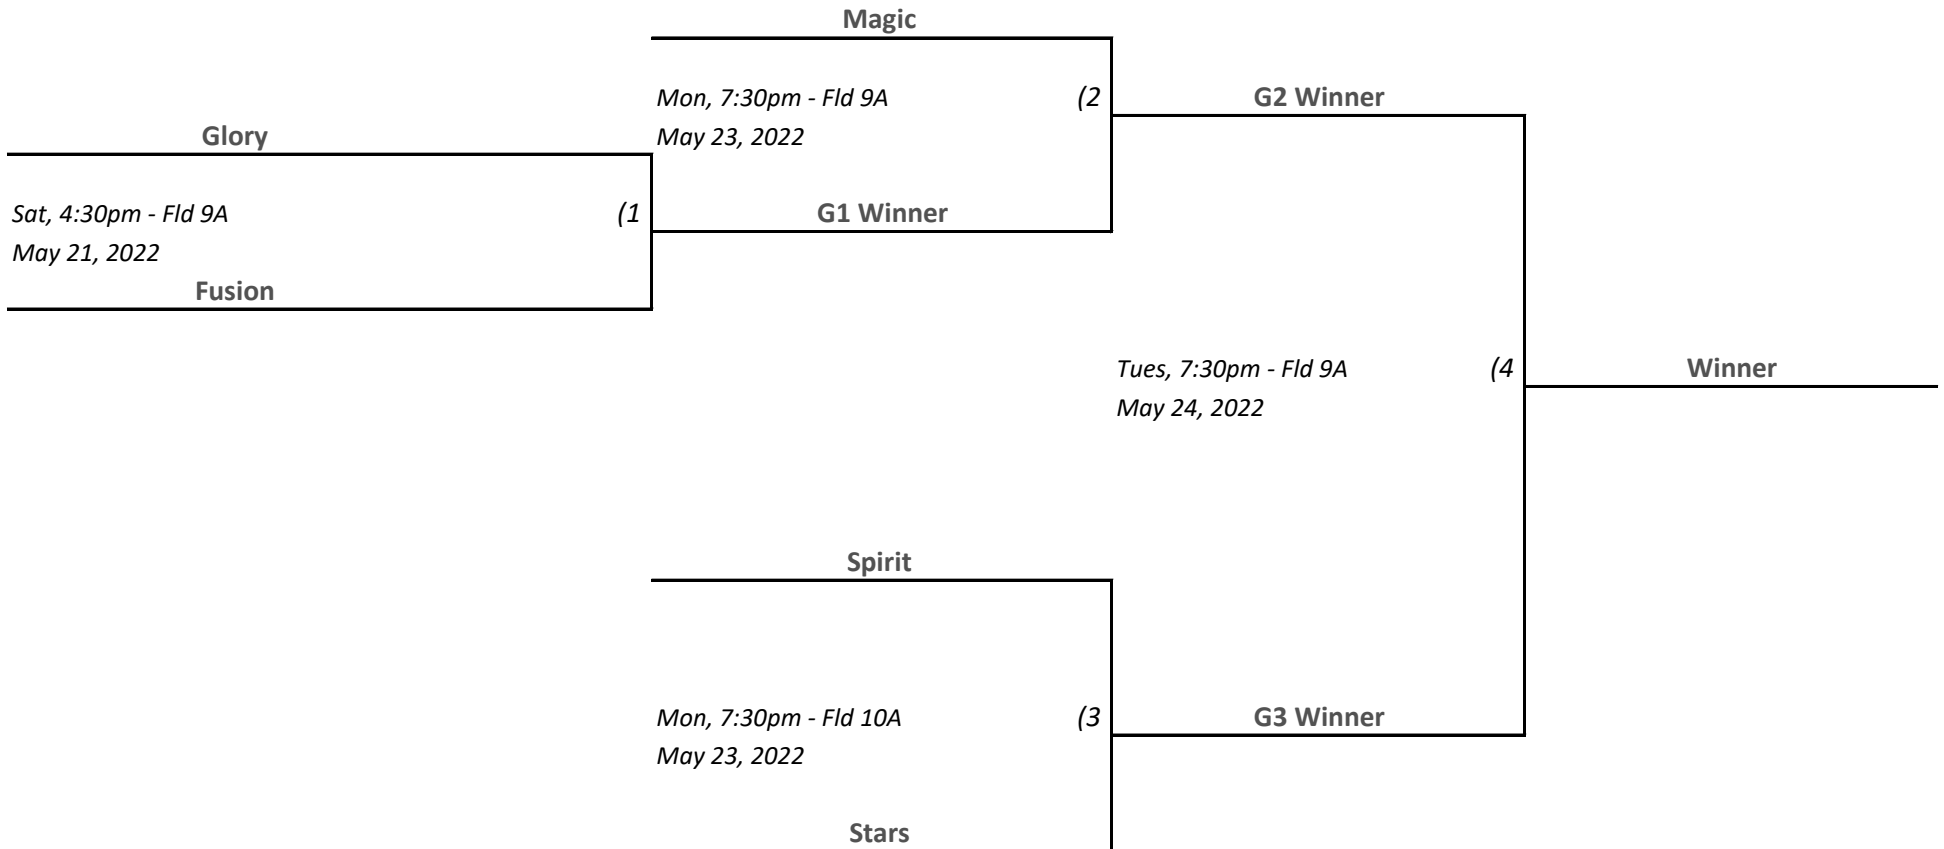 Magic
Mon, 7:30pm - Fld 9A (2
May 23, 2022
G2 Winner
Glory
Sat, 4:30pm - Fld 9A (1
May 21, 2022
G1 Winner
Fusion
Tues, 7:30pm - Fld 9A (4
May 24, 2022
Winner
Spirit
Mon, 7:30pm - Fld 10A (3
May 23, 2022
G3 Winner
Stars